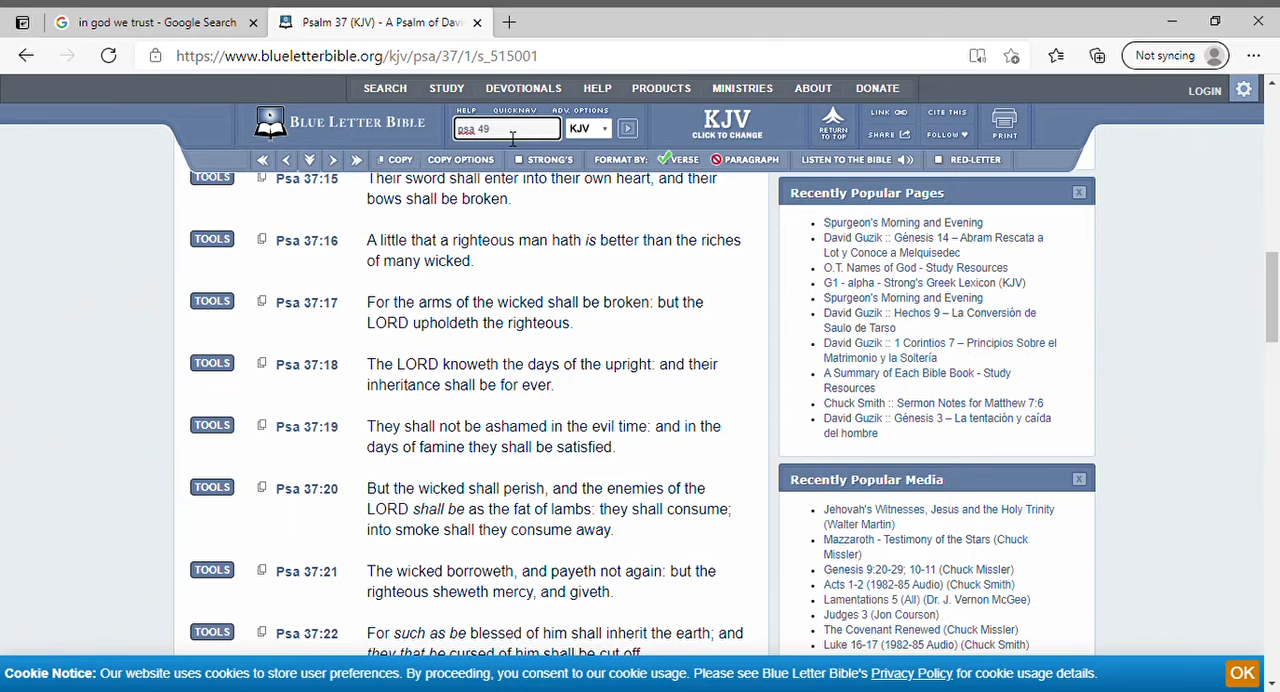 in god we trust - Google Search
Psalm 37 (KJV) - A Psalm of Davi
https://www.blueletterbible.org/kjv/psa/37/1/s_515001
Not syncing
SEARCH STUDY DEVOTIONALS HELP PRODUCTS MINISTRIES ABOUT DONATE
LOGIN
HELP QUICKNAV ADV. OPTIONS
BLUE LETTER BIBLE
psa 49
KJV
KJV
CLICK TO CHANGE
RETURN TO TOP
LINK
CITE THIS
SHARE
FOLLOW
PRINT
COPY COPY OPTIONS STRONG'S FORMAT BY: VERSE PARAGRAPH LISTEN TO THE BIBLE RED-LETTER
TOOLS Psa 37:15 Their sword shall enter into their own heart, and their
bows shall be broken.
TOOLS Psa 37:16 A little that a righteous man hath is better than the riches
of many wicked.
TOOLS Psa 37:17 For the arms of the wicked shall be broken: but the
LORD upholdeth the righteous.
TOOLS Psa 37:18 The LORD knoweth the days of the upright: and their
inheritance shall be for ever.
TOOLS Psa 37:19 They shall not be ashamed in the evil time: and in the
days of famine they shall be satisfied.
TOOLS Psa 37:20 But the wicked shall perish, and the enemies of the
LORD shall be as the fat of lambs: they shall consume;
into smoke shall they consume away.
TOOLS Psa 37:21 The wicked borroweth, and payeth not again: but the
righteous sheweth mercy, and giveth.
TOOLS Psa 37:22 For such as be blessed of him shall inherit the earth; and
they that be cursed of him shall be cut off.
Recently Popular Pages
Spurgeon's Morning and Evening
David Guzik :: Génesis 14 – Abram Rescata a
Lot y Conoce a Melquisedec
O.T. Names of God - Study Resources
G1 - alpha - Strong's Greek Lexicon (KJV)
Spurgeon's Morning and Evening
David Guzik :: Hechos 9 – La Conversión de
Saulo de Tarso
David Guzik :: 1 Corintios 7 – Principios Sobre el
Matrimonio y la Soltería
A Summary of Each Bible Book - Study
Resources
Chuck Smith :: Sermon Notes for Matthew 7:6
David Guzik :: Génesis 3 – La tentación y caída
del hombre
Recently Popular Media
Jehovah's Witnesses, Jesus and the Holy Trinity
(Walter Martin)
Mazzaroth - Testimony of the Stars (Chuck
Missler)
Genesis 9:20-29; 10-11 (Chuck Missler)
Acts 1-2 (1982-85 Audio) (Chuck Smith)
Lamentations 5 (All) (Dr. J. Vernon McGee)
Judges 3 (Jon Courson)
The Covenant Renewed (Chuck Missler)
Luke 16-17 (1982-85 Audio) (Chuck Smith)
Cookie Notice: Our website uses cookies to store user preferences. By proceeding, you consent to our cookie usage. Please see Blue Letter Bible's Privacy Policy for cookie usage details.
OK